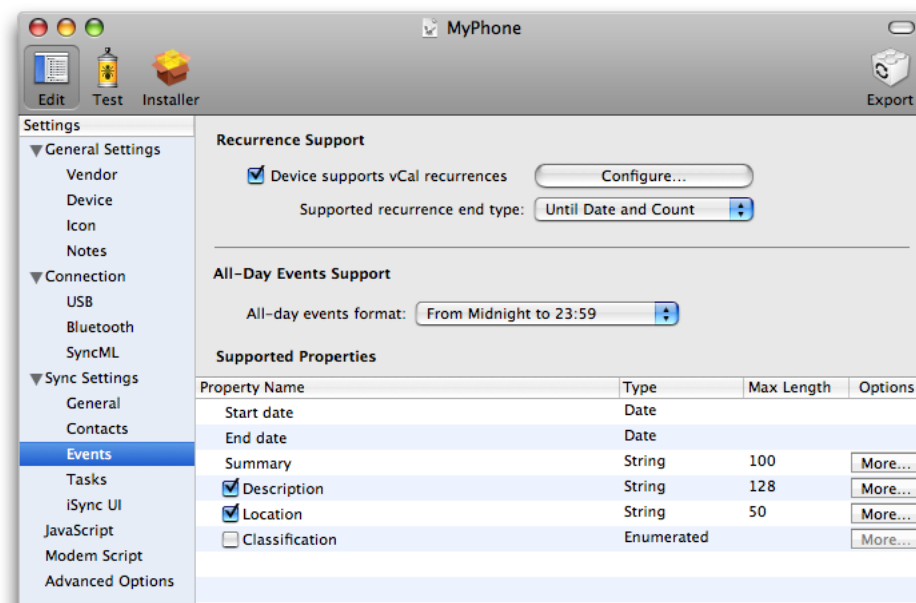 MyPhone
Edit Test Installer Export
Settings
General Settings
Vendor
Device
Icon
Notes
Connection
USB
Bluetooth
SyncML
Sync Settings
General
Contacts
Events
Tasks
iSync UI
JavaScript
Modem Script
Advanced Options
Recurrence Support
Device supports vCal recurrences Configure...
Supported recurrence end type: Until Date and Count
All-Day Events Support
All-day events format: From Midnight to 23:59
Supported Properties
Property Name Type Max Length Options
Start date Date
End date Date
Summary String 100 More...
Description String 128 More...
Location String 50 More...
Classification Enumerated More...